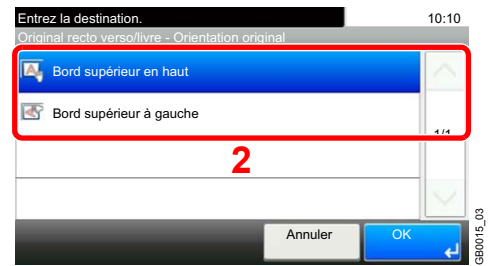 Entrez la destination.
10:10
Original recto verso/livre - Orientation original
Bord supérieur en haut
Bord supérieur à gauche
1/1
2
Annuler
OK
GB0015_03